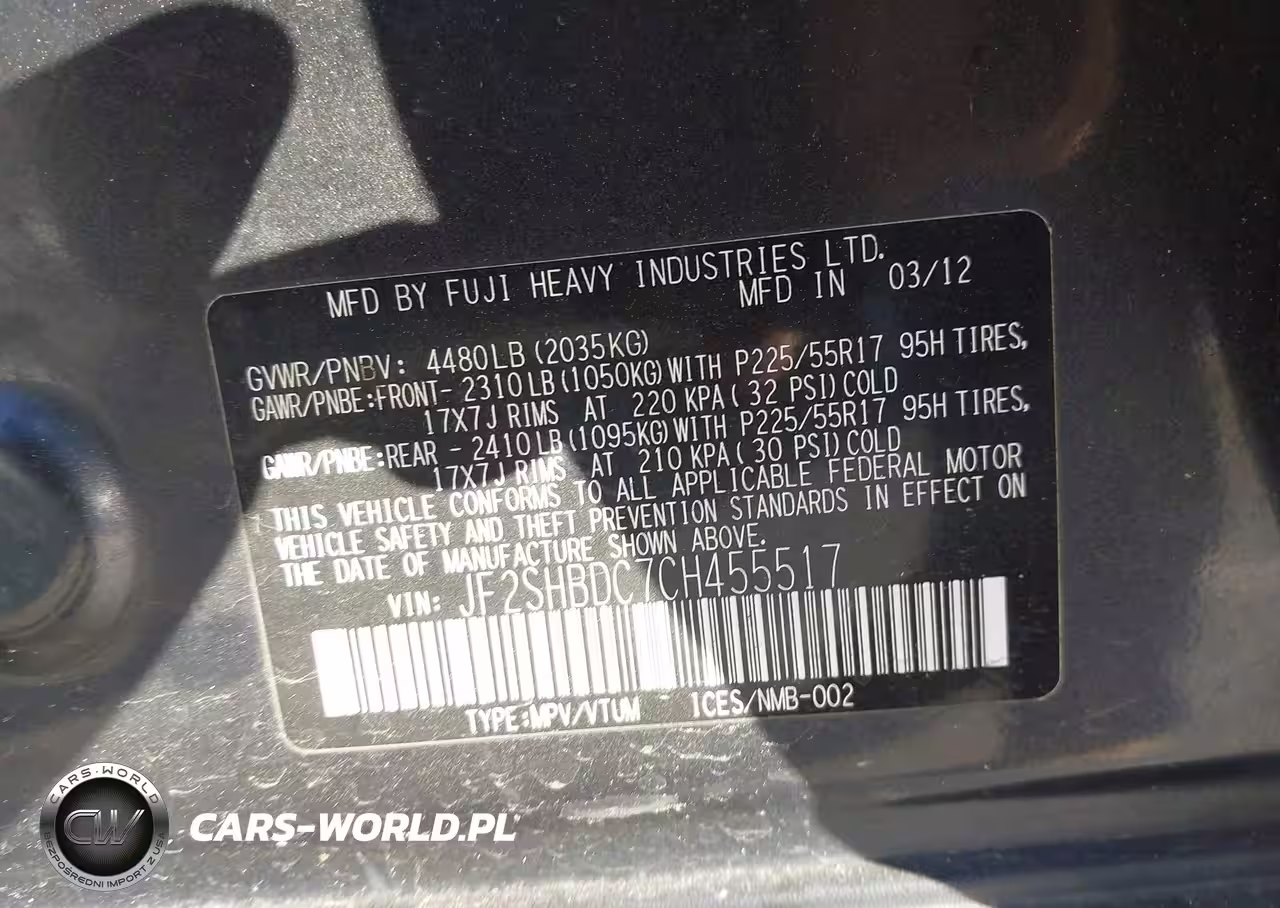 MFD BY FUJI HEAVY INDUSTRIES LTD.
MFD IN 03/12
GVWR/PNBV: 4480LB (2035KG)
GAWR/PNBE:FRONT- 2310LB(1050KG)WITH P225/55R17 95H TIRES,
17X7J RIMS AT 220 KPA( 32 PSI)COLD
GAWR/PNBE:REAR - 2410LB(1095KG)WITH P225/55R17 95H TIRES,
17X7J RIMS AT 210 KPA( 30 PSI)COLD
THIS VEHICLE CONFORMS TO ALL APPLICABLE FEDERAL MOTOR
VEHICLE SAFETY AND THEFT PREVENTION STANDARDS IN EFFECT ON
THE DATE OF MANUFACTURE SHOWN ABOVE.
VIN: JF2SHBDC7CH455517
TYPE:MPV/VTUM ICES/NMB-002
CARS-WORLD
CW
BEZPOŚREDNI IMPORT Z USA
CARS-WORLD.PL